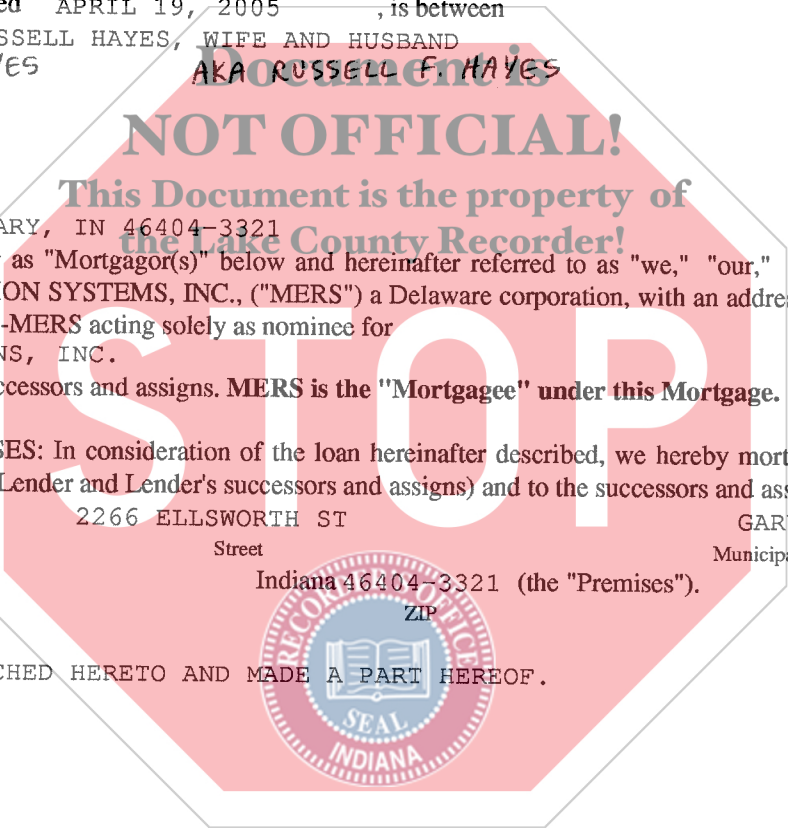 ed APRIL 19, 2005 , is between
SSELL HAYES, WIFE AND HUSBAND
YES AKA RUSSELL F. HAYES
Document is
NOT OFFICIAL!
This Document is the property of
the Lake County Recorder!
ARY, IN 46404-3321
as "Mortgagor(s)" below and hereinafter referred to as "we," "our,"
ON SYSTEMS, INC., ("MERS") a Delaware corporation, with an addre
-MERS acting solely as nominee for
NS, INC.
ccessors and assigns. MERS is the "Mortgagee" under this Mortgage.
STOP
SES: In consideration of the loan hereinafter described, we hereby mort
Lender and Lender's successors and assigns) and to the successors and ass
2266 ELLSWORTH ST GAR
Street Municipa
Indiana 46404-3321 (the "Premises").
ZIP
CHED HERETO AND MADE A PART HEREOF.
RECORDER'S OFFICE
SEAL
INDIANA